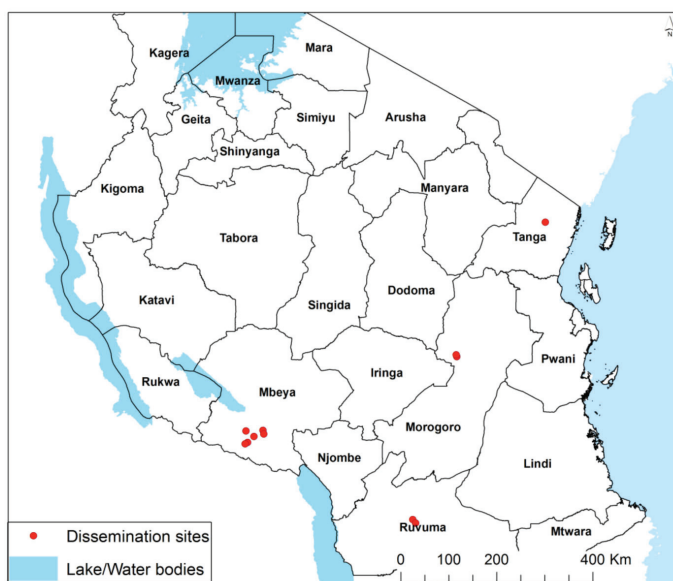 N
Kagera
Mara
Mwanza
Geita
Simiyu
Arusha
Shinyanga
Kigoma
Manyara
Tabora
Tanga
Dodoma
Katavi
Singida
Pwani
Rukwa
Mbeya
Iringa
Morogoro
Njombe
Lindi
Ruvuma
Mtwara
Dissemination sites
Lake/Water bodies
0 100 200 400 Km